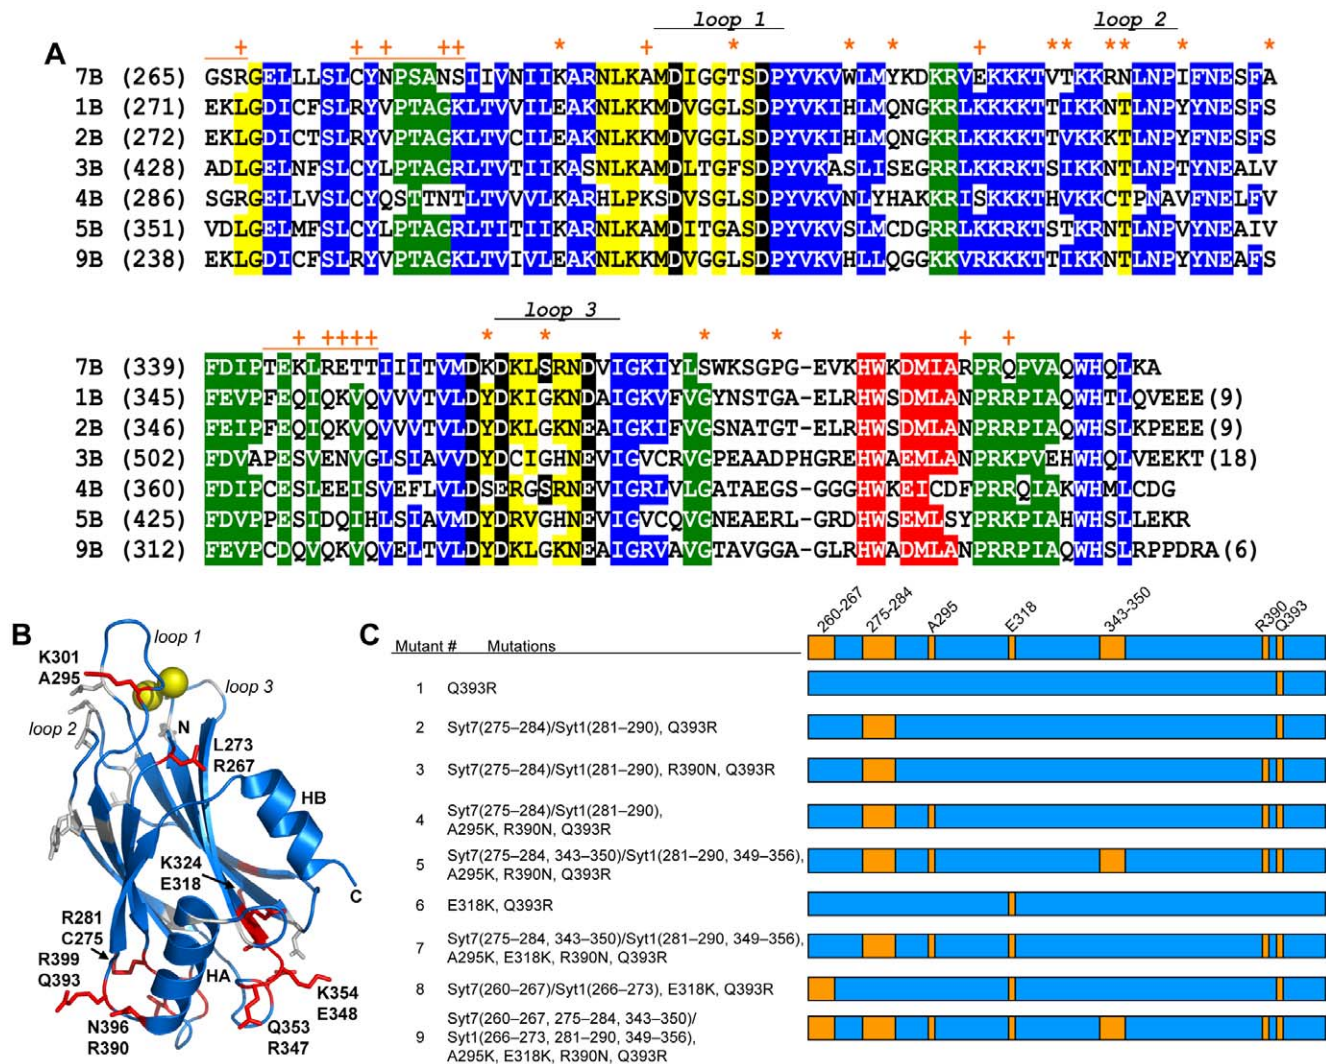 A
loop 1 loop 2
+ + + ++ * + * * * + ** ** * *
7B (265) GSRGELLLSLCYNPSANSIIVNIIKARNLKAMDIGGTSDPYVKVWLMYKDKRVEKKKTVTKKRNLNPIFNESFA
1B (271) EKLGDICFSLRYVPTAGKLTVVILEAKNLKKMDVGGLSDPYVKIHLMQNGKRLKKKKTTIKKNTLNPYYNESFS
2B (272) EKLGDICTSLRYVPTAGKLTVCILEAKNLKKMDVGGLSDPYVKIHLMQNGKRLKKKKTTVKKKTLNPYFNESFS
3B (428) ADLGELNFSLCYLPTAGRLTVTIIKASNLKAMDLTGFSDPYVKASLISEGRRLKKRKTSIKKNTLNPTYNEALV
4B (286) SGRGELLVSLCYQSTTNTLTVVVLKARHLPKSDVSGLSDPYVKVNLYHAKKRISKKKTHVKKCTPNAVFNELFV
5B (351) VDLGELMFSLCYLPTAGRLTITIIKARNLKAMDITGASDPYVKVSLMCDGRRLKKRKTSTKRNTLNPVYNEAIV
9B (238) EKLGDICFSLRYVPTAGKLTVIVLEAKNLKKMDVGGLSDPYVKVHLLQGGKKVRKKKTTIKKNTLNPYYNEAFS
loop 3
+ ++++ * * * * + +
7B (339) FDIPTEKLRETTIIITVMDKDKLSRNDVIGKIYLSWKSGPG-EVKHWKDMIARPRQPVAQWHQLKA
1B (345) FEVPFEQIQKVQVVVTVLDYDKIGKNDAIGKVFVGYNSTGA-ELRHWSDMLANPRRPIAQWHTLQVEEE(9)
2B (346) FEIPFEQIQKVQVVVTVLDYDKLGKNEAIGKIFVGSNATGT-ELRHWSDMLANPRRPIAQWHSLKPEEE(9)
3B (502) FDVAPESVENVGLSIAVVDYDCIGHNEVIGVCRVGPEAADPHGREHWAEMLANPRKPVEHWHQLVEEKT(18)
4B (360) FDIPCESLEEISVEFLVLDSERGSRNEVIGRLVLGATAEGS-GGGHWKEICDFPRRQIAKWHMLCDG
5B (425) FDVPPESIDQIHLSIAVMDYDRVGHNEVIGVCQVGNEAERL-GRDHWSEMLSYPRKPIAHWHSLLEKR
9B (312) FEVPCDQVQKVQVELTVLDYDKLGKNEAIGRVAVGTAVGGA-GLRHWADMLANPRRPIAQWHSLRPPDRA(6)
B
loop 1
K301
A295
loop 3
loop 2
N
L273
R267
HB
K324
E318
C
R281
C275
R399
Q393
HA
K354
E348
N396
R390
Q353
R347
C
260-267 275-284 A295 E318 343-350 R390 Q393
Mutant # Mutations
1 Q393R
2 Syt7(275–284)/Syt1(281–290), Q393R
3 Syt7(275–284)/Syt1(281–290), R390N, Q393R
4 Syt7(275–284)/Syt1(281–290),
A295K, R390N, Q393R
5 Syt7(275–284, 343–350)/Syt1(281–290, 349–356),
A295K, R390N, Q393R
6 E318K, Q393R
7 Syt7(275–284, 343–350)/Syt1(281–290, 349–356),
A295K, E318K, R390N, Q393R
8 Syt7(260–267)/Syt1(266–273), E318K, Q393R
9 Syt7(260–267, 275–284, 343–350)/
Syt1(266–273, 281–290, 349–356),
A295K, E318K, R390N, Q393R